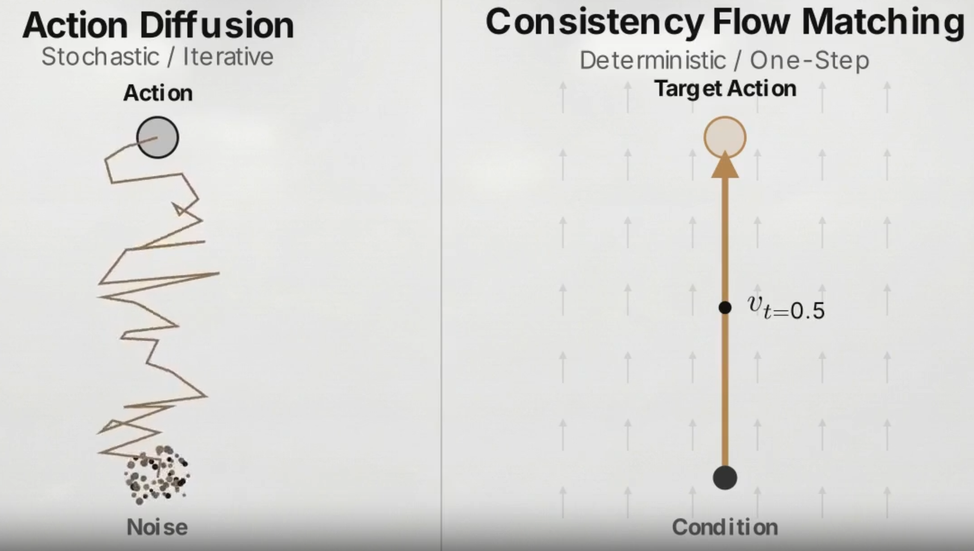 Action Diffusion
Stochastic / Iterative
Action
Noise
Consistency Flow Matching
Deterministic / One-Step
Target Action
v_{t=0.5}
Condition